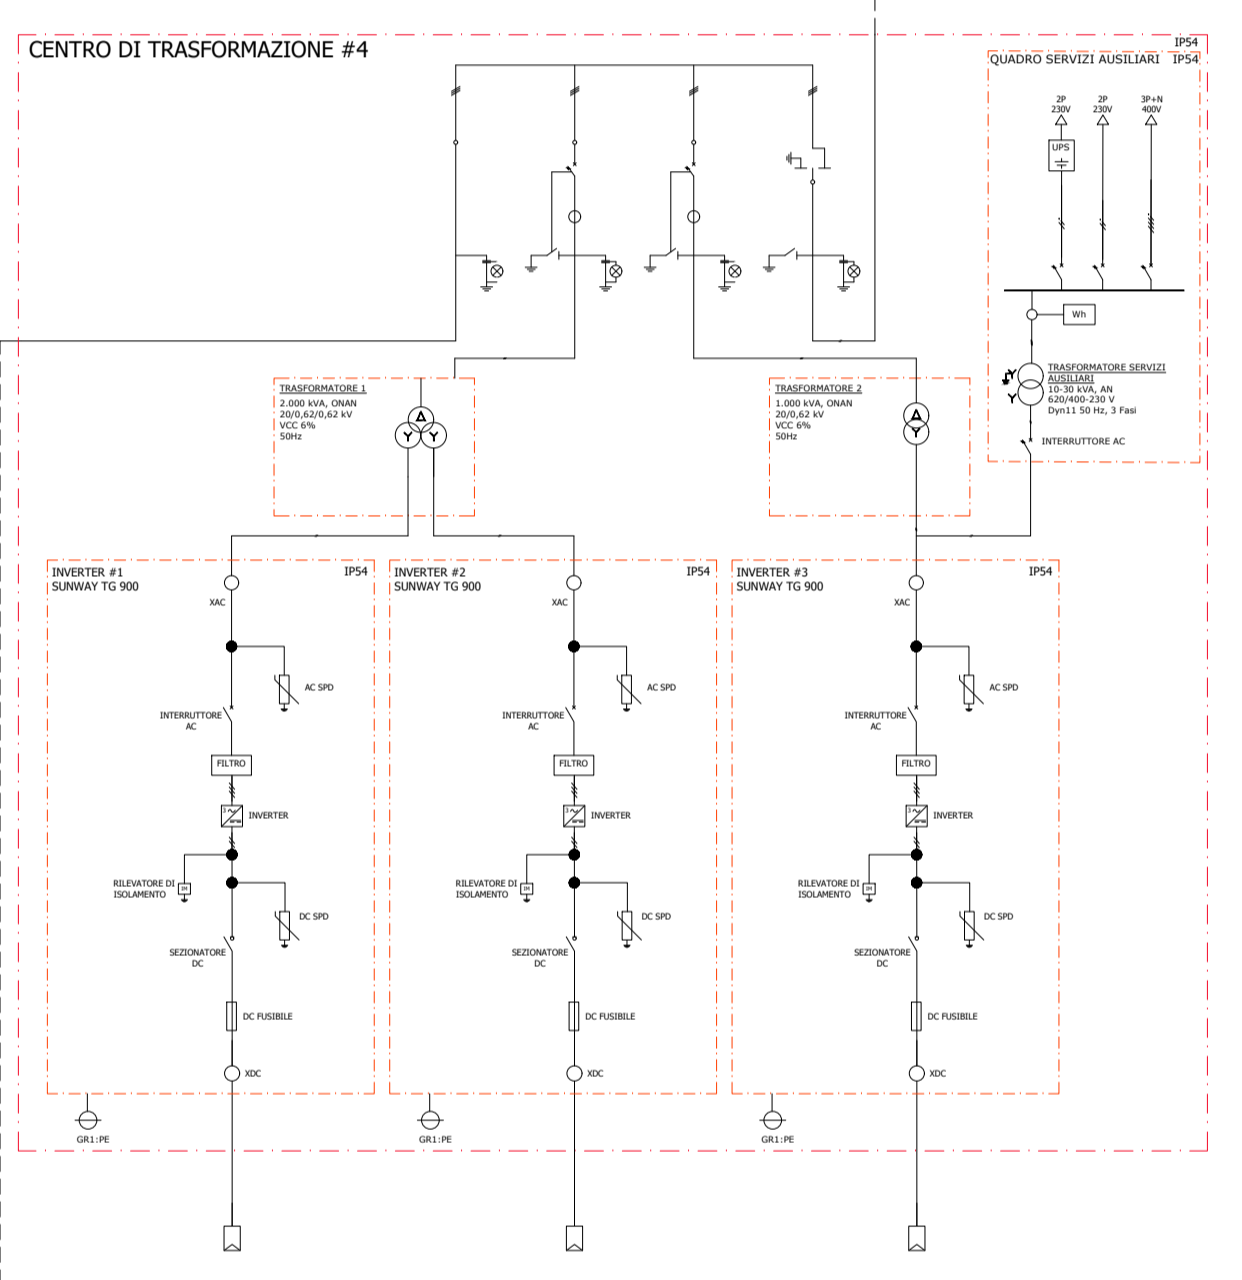 CENTRO DI TRASFORMAZIONE #4
IP54
QUADRO SERVIZI AUSILIARI IP54
2P
230V
2P
230V
3P+N
400V
UPS
Wh
TRASFORMATORE SERVIZI
AUSILIARI
10-30 kVA, AN
620/400-230 V
Dyn11 50 Hz, 3 Fasi
INTERRUTTORE AC
TRASFORMATORE 1
2.000 kVA, ONAN
20/0,62/0,62 kV
VCC 6%
50Hz
TRASFORMATORE 2
1.000 kVA, ONAN
20/0,62 kV
VCC 6%
50Hz
INVERTER #1
SUNWAY TG 900
IP54
XAC
AC SPD
INTERRUTTORE
AC
FILTRO
3
INVERTER
RILEVATORE DI
ISOLAMENTO
IM
DC SPD
SEZIONATORE
DC
DC FUSIBILE
XDC
GR1:PE
INVERTER #2
SUNWAY TG 900
IP54
XAC
AC SPD
INTERRUTTORE
AC
FILTRO
3
INVERTER
RILEVATORE DI
ISOLAMENTO
IM
DC SPD
SEZIONATORE
DC
DC FUSIBILE
XDC
GR1:PE
INVERTER #3
SUNWAY TG 900
IP54
XAC
AC SPD
INTERRUTTORE
AC
FILTRO
3
INVERTER
RILEVATORE DI
ISOLAMENTO
IM
DC SPD
SEZIONATORE
DC
DC FUSIBILE
XDC
GR1:PE